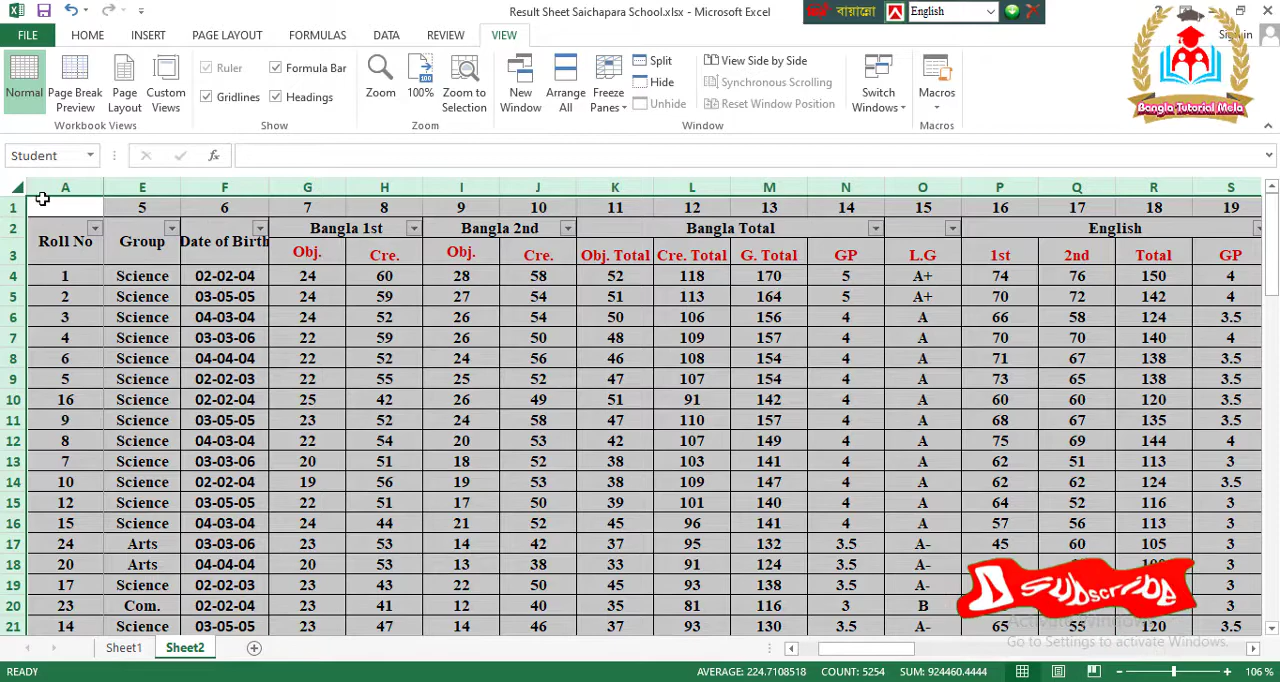 Result Sheet Saichapara School.xlsx - Microsoft Excel
বায়ান্নো
English
FILE HOME INSERT PAGE LAYOUT FORMULAS DATA REVIEW VIEW Sign in
Normal Page Break Preview Page Layout Custom Views
Ruler Formula Bar
Gridlines Headings
Zoom 100% Zoom to Selection
New Window Arrange All Freeze Panes
Split
Hide
Unhide
View Side by Side
Synchronous Scrolling
Reset Window Position
Switch Windows Macros
Workbook Views Show Zoom Window Macros
Bangla Tutorial Mela
Student fx
A E F G H I J K L M N O P Q R S
1 5 6 7 8 9 10 11 12 13 14 15 16 17 18 19
2 Roll No Group Date of Birth Bangla 1st Bangla 2nd Bangla Total English
3 Obj. Cre. Obj. Cre. Obj. Total Cre. Total G. Total GP L.G 1st 2nd Total GP
4 1 Science 02-02-04 24 60 28 58 52 118 170 5 A+ 74 76 150 4
5 2 Science 03-05-05 24 59 27 54 51 113 164 5 A+ 70 72 142 4
6 3 Science 04-03-04 24 52 26 54 50 106 156 4 A 66 58 124 3.5
7 4 Science 03-03-06 22 59 26 50 48 109 157 4 A 70 70 140 4
8 6 Science 04-04-04 22 52 24 56 46 108 154 4 A 71 67 138 3.5
9 5 Science 02-02-03 22 55 25 52 47 107 154 4 A 73 65 138 3.5
10 16 Science 02-02-04 25 42 26 49 51 91 142 4 A 60 60 120 3.5
11 9 Science 03-05-05 23 52 24 58 47 110 157 4 A 68 67 135 3.5
12 8 Science 04-03-04 22 54 20 53 42 107 149 4 A 75 69 144 4
13 7 Science 03-03-06 20 51 18 52 38 103 141 4 A 62 51 113 3
14 10 Science 02-02-04 19 56 19 53 38 109 147 4 A 62 62 124 3.5
15 12 Science 03-05-05 22 51 17 50 39 101 140 4 A 64 52 116 3
16 15 Science 04-03-04 24 44 21 52 45 96 141 4 A 57 56 113 3
17 24 Arts 03-03-06 23 53 14 42 37 95 132 3.5 A- 45 60 105 3
18 20 Arts 04-04-04 20 53 13 38 33 91 124 3.5 A- 3
19 17 Science 02-02-03 23 43 22 50 45 93 138 3.5 A- 3
20 23 Com. 02-02-04 23 41 12 40 35 81 116 3 B 3
21 14 Science 03-05-05 23 47 14 46 37 93 130 3.5 A- 65 55 120 3.5
Subscribe
Activate Windows
Go to Settings to activate Windows.
Sheet1 Sheet2
READY AVERAGE: 224.7108518 COUNT: 5254 SUM: 924460.4444 106 %